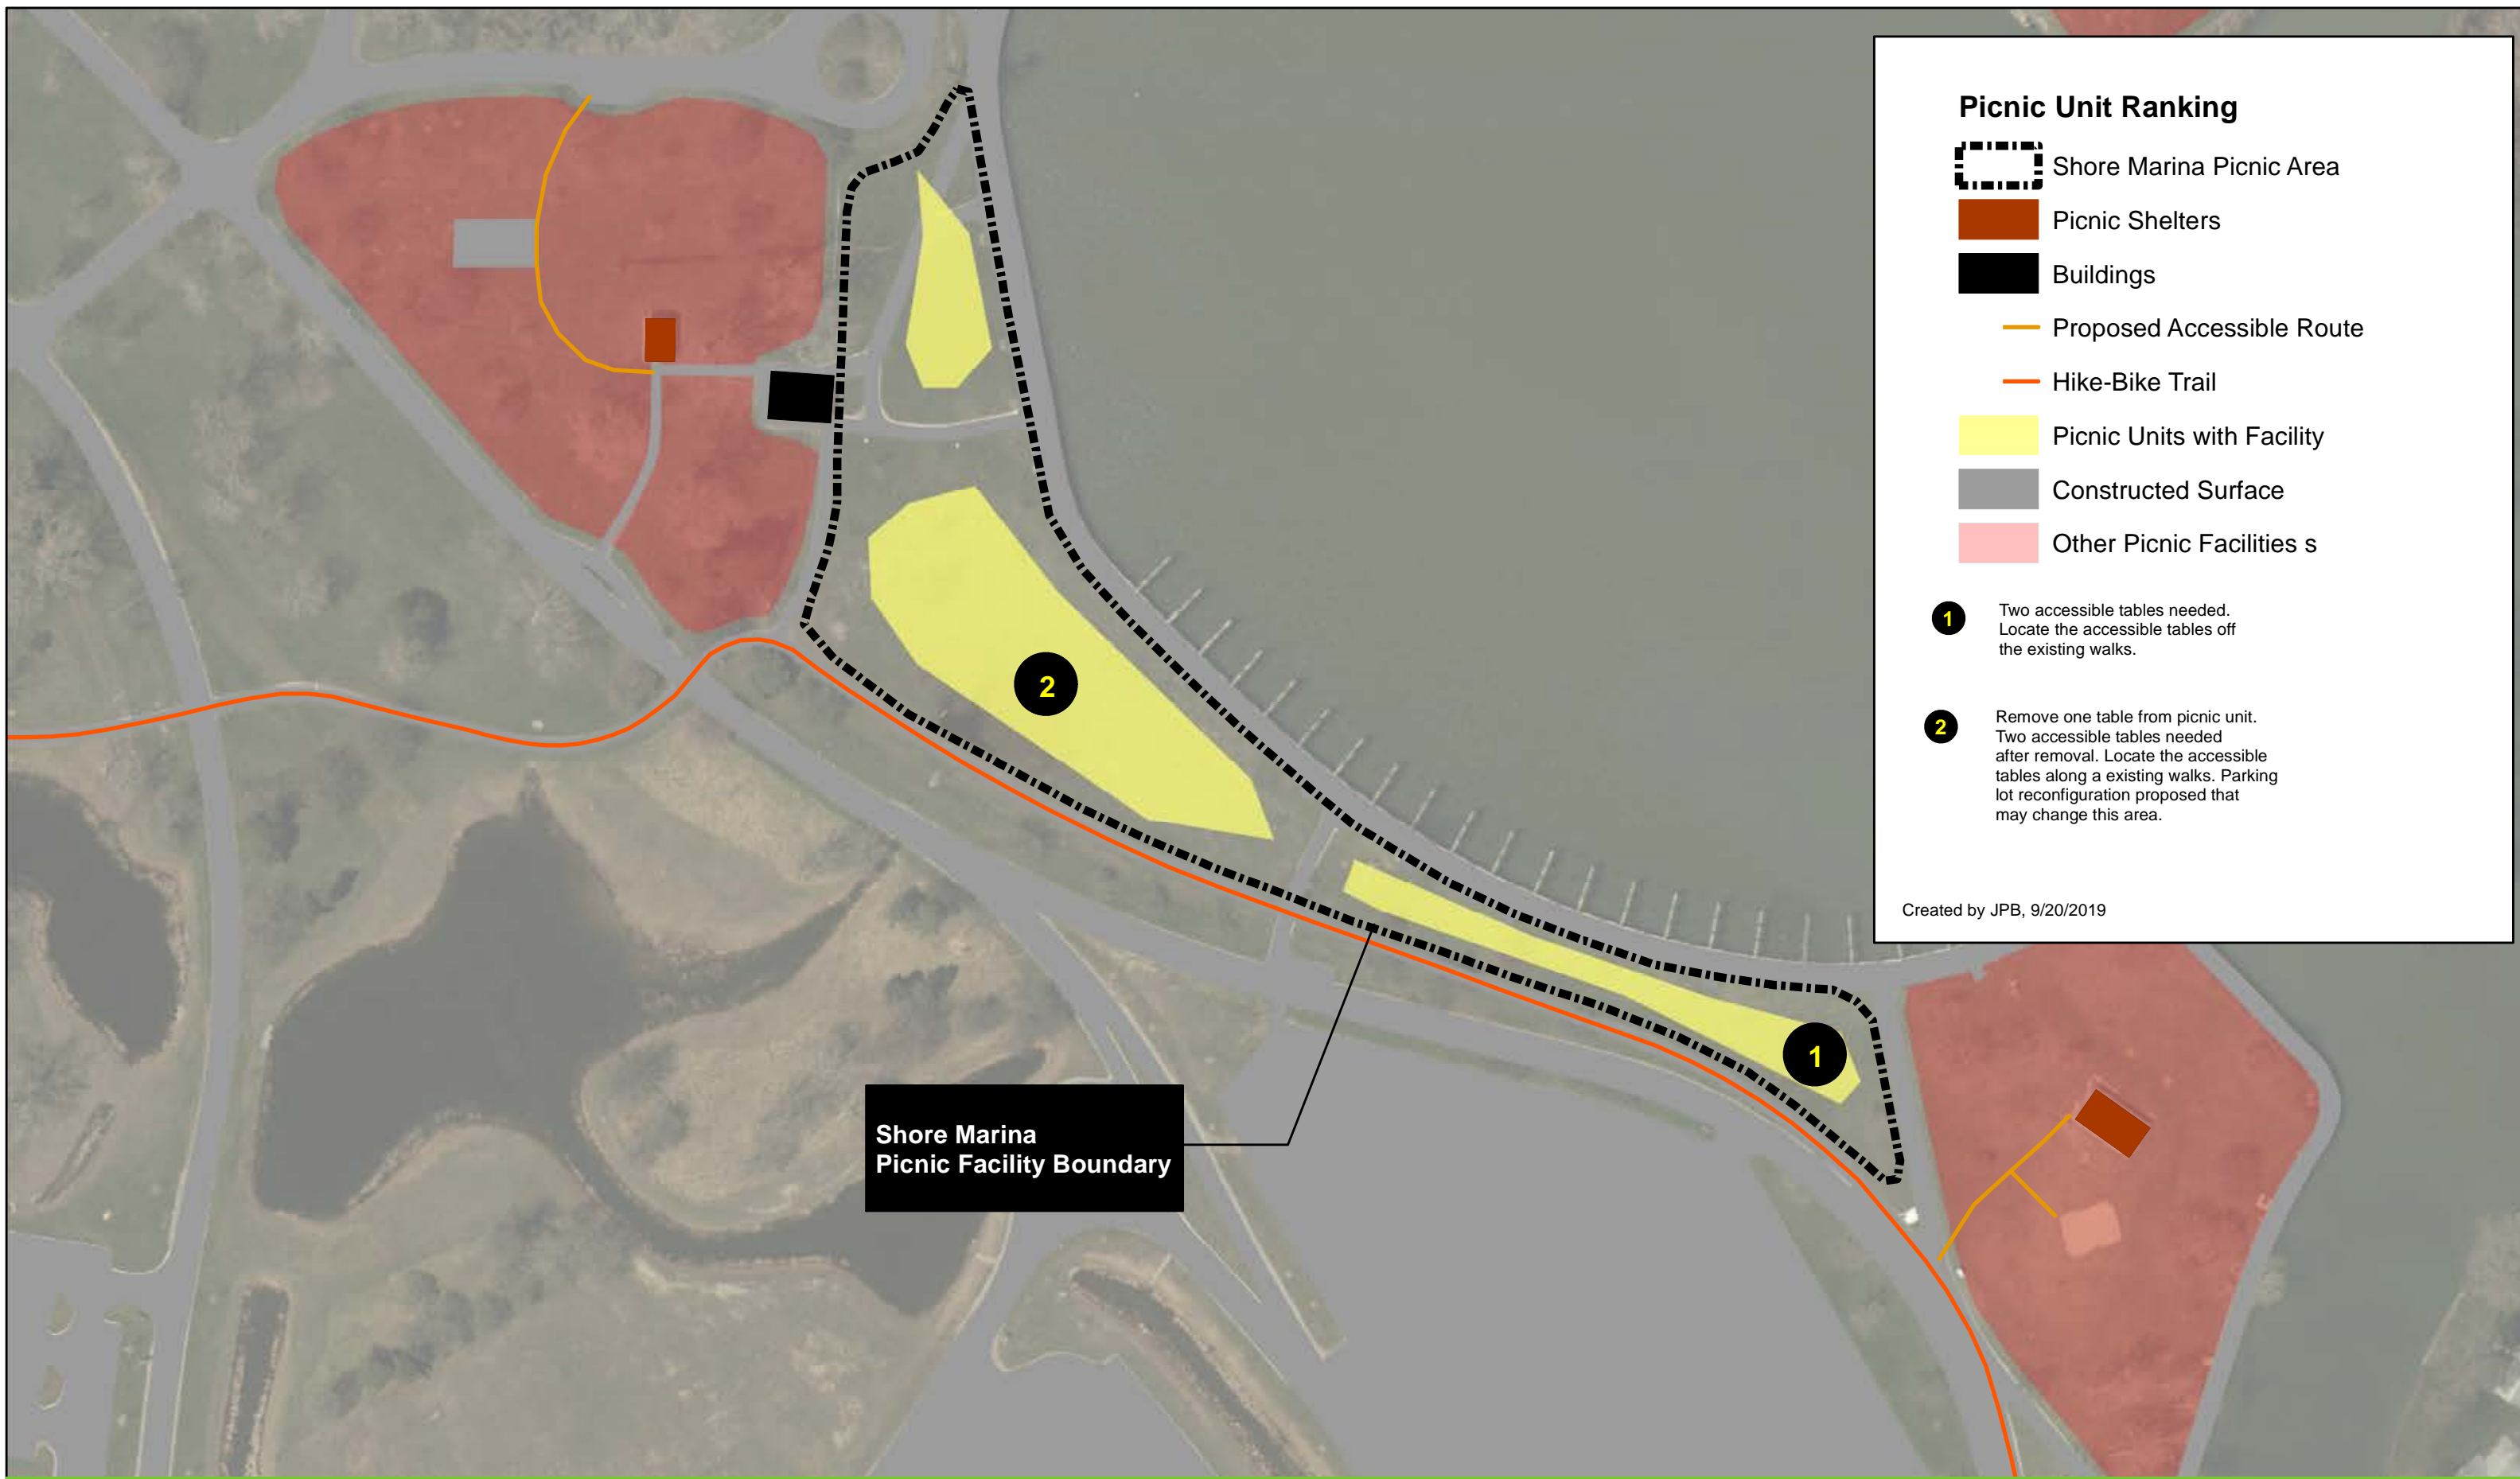 Picnic Unit Ranking
Shore Marina Picnic Area
Picnic Shelters
Buildings
Proposed Accessible Route
Hike-Bike Trail
Picnic Units with Facility
Constructed Surface
Other Picnic Facilities s
1
Two accessible tables needed.
Locate the accessible tables off
the existing walks.
2
Remove one table from picnic unit.
Two accessible tables needed
after removal. Locate the accessible
tables along a existing walks. Parking
lot reconfiguration proposed that
may change this area.
Created by JPB, 9/20/2019
2
1
Shore Marina
Picnic Facility Boundary